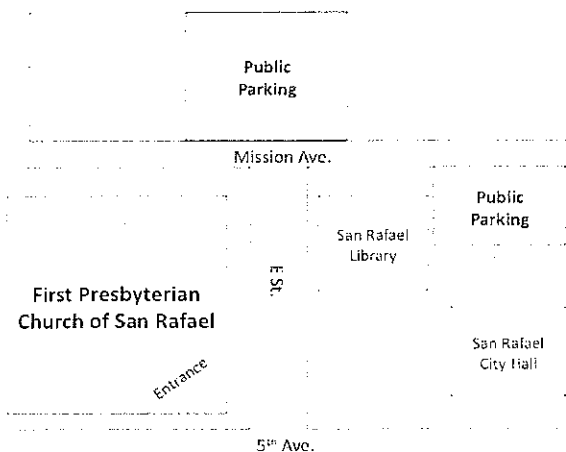 Public
Parking
Mission Ave.
Public
Parking
San Rafael
Library
E St.
First Presbyterian
Church of San Rafael
San Rafael
City Hall
Entrance
5th Ave.